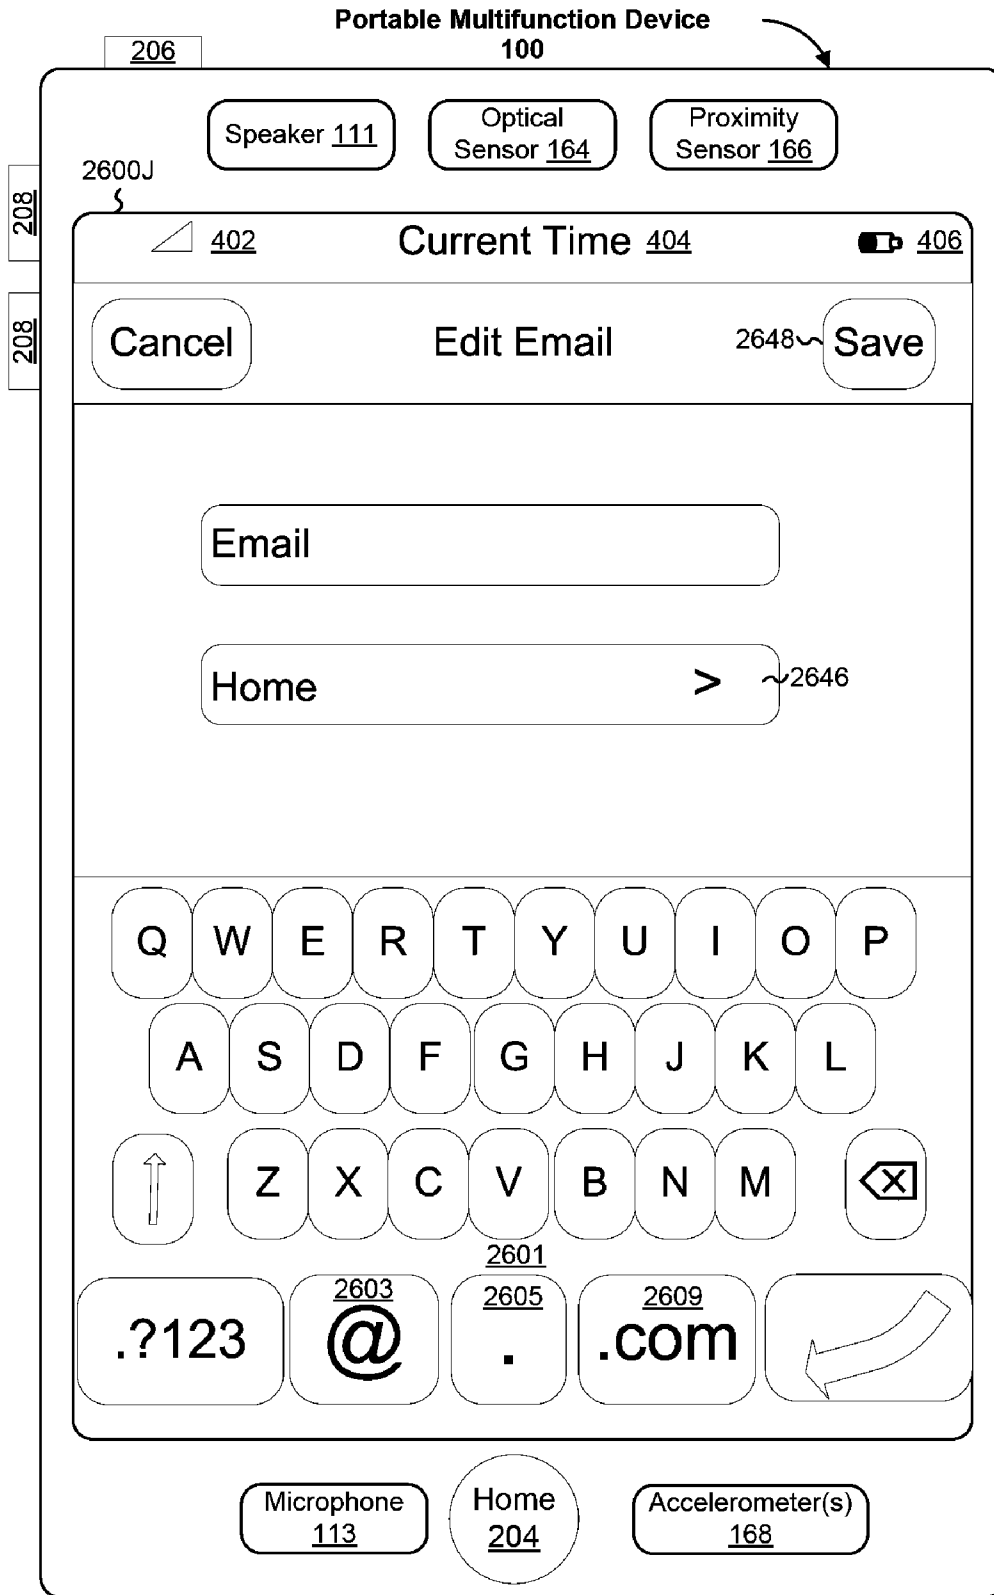 Portable Multifunction Device
100
206
Speaker 111
Optical
Sensor 164
Proximity
Sensor 166
2600J
208
402
Current Time 404
406
208
Cancel
Edit Email
2648
Save
Email
Home
>
2646
Q W E R T Y U I O P
A S D F G H J K L
Z X C V B N M
2601
.?123
2603
@
2605
.
2609
.com
Microphone
113
Home
204
Accelerometer(s)
168